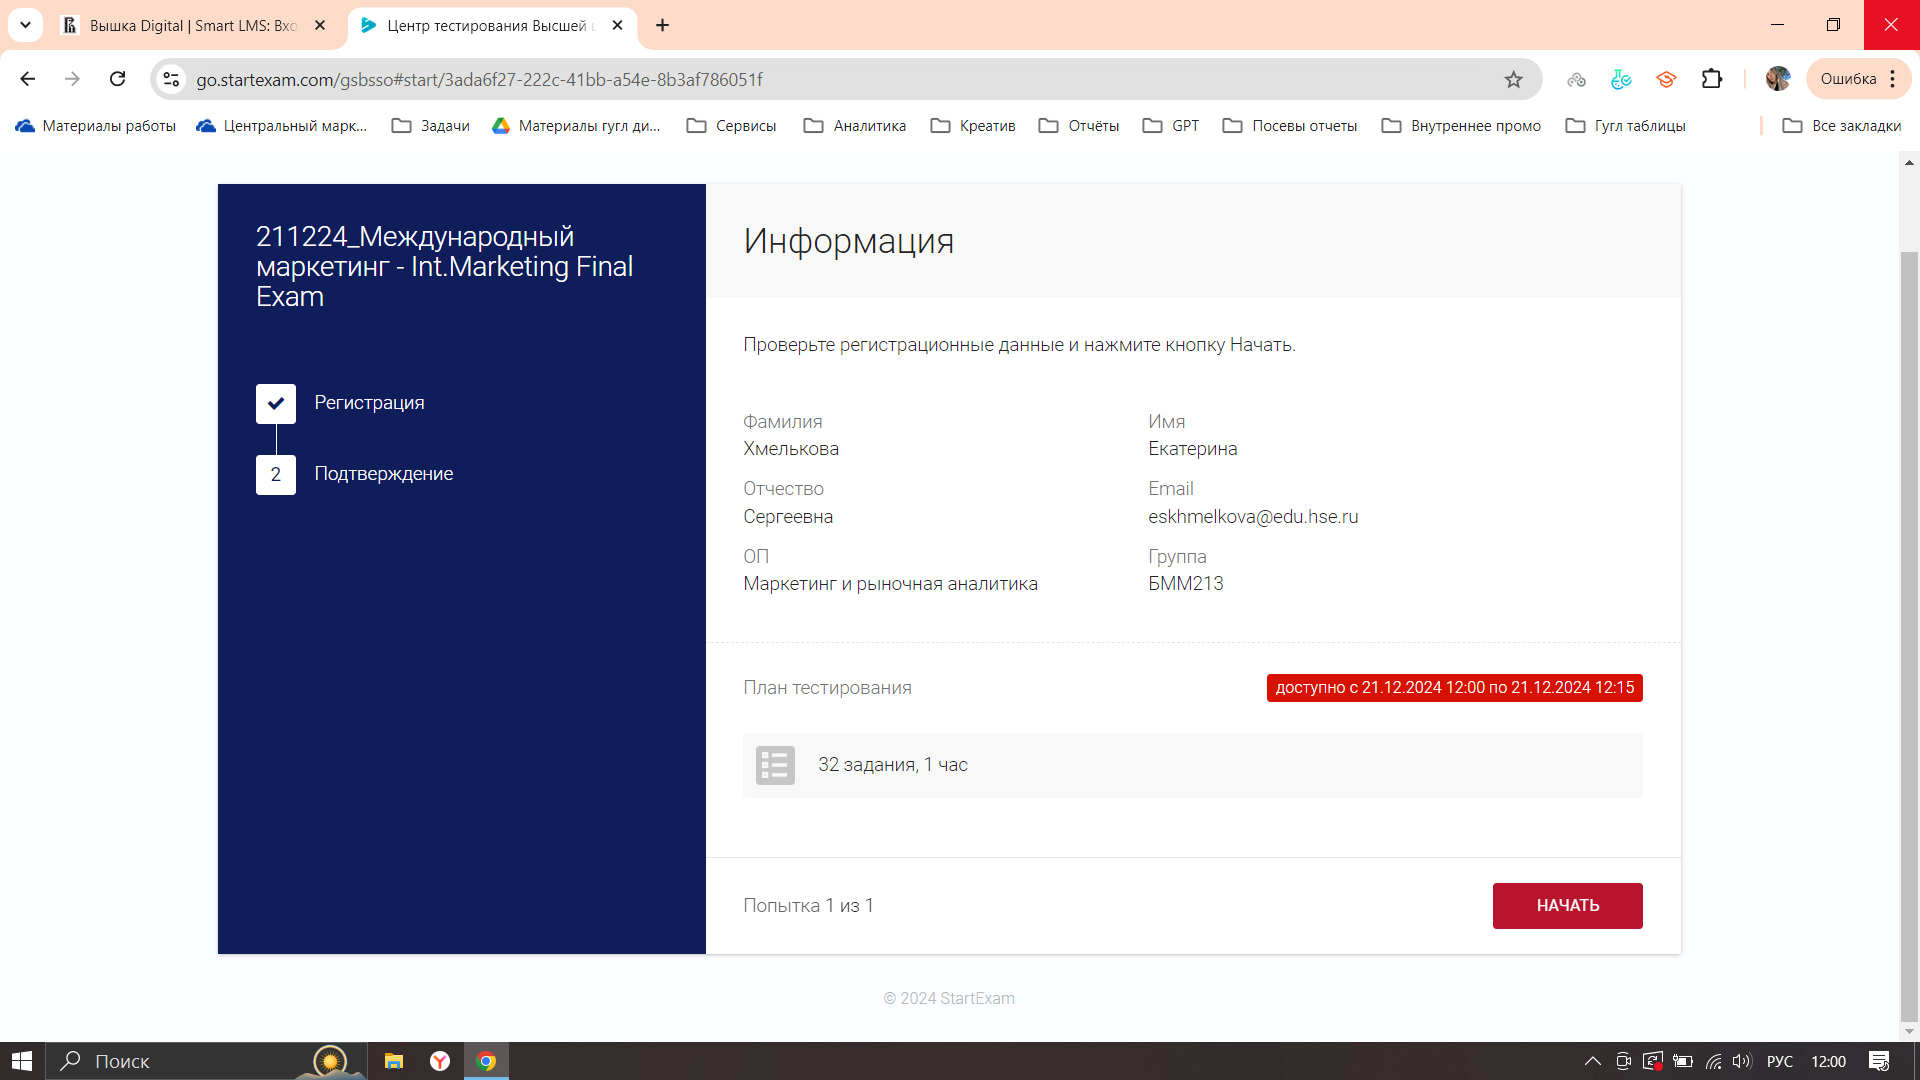 Вышка Digital | Smart LMS: Вхо
Центр тестирования Высшей ш
go.startexam.com/gsbsso#start/3ada6f27-222c-41bb-a54e-8b3af786051f
Ошибка
Материалы работы
Центральный марк...
Задачи
Материалы гугл ди...
Сервисы
Аналитика
Креатив
Отчёты
GPT
Посевы отчеты
Внутреннее промо
Гугл таблицы
Все закладки
211224_Международный
маркетинг - Int.Marketing Final
Exam
Регистрация
2 Подтверждение
Информация
Проверьте регистрационные данные и нажмите кнопку Начать.
Фамилия
Хмелькова
Имя
Екатерина
Отчество
Сергеевна
Email
eskhmelkova@edu.hse.ru
ОП
Маркетинг и рыночная аналитика
Группа
БММ213
План тестирования
доступно с 21.12.2024 12:00 по 21.12.2024 12:15
32 задания, 1 час
Попытка 1 из 1
НАЧАТЬ
© 2024 StartExam
Поиск
РУС
12:00